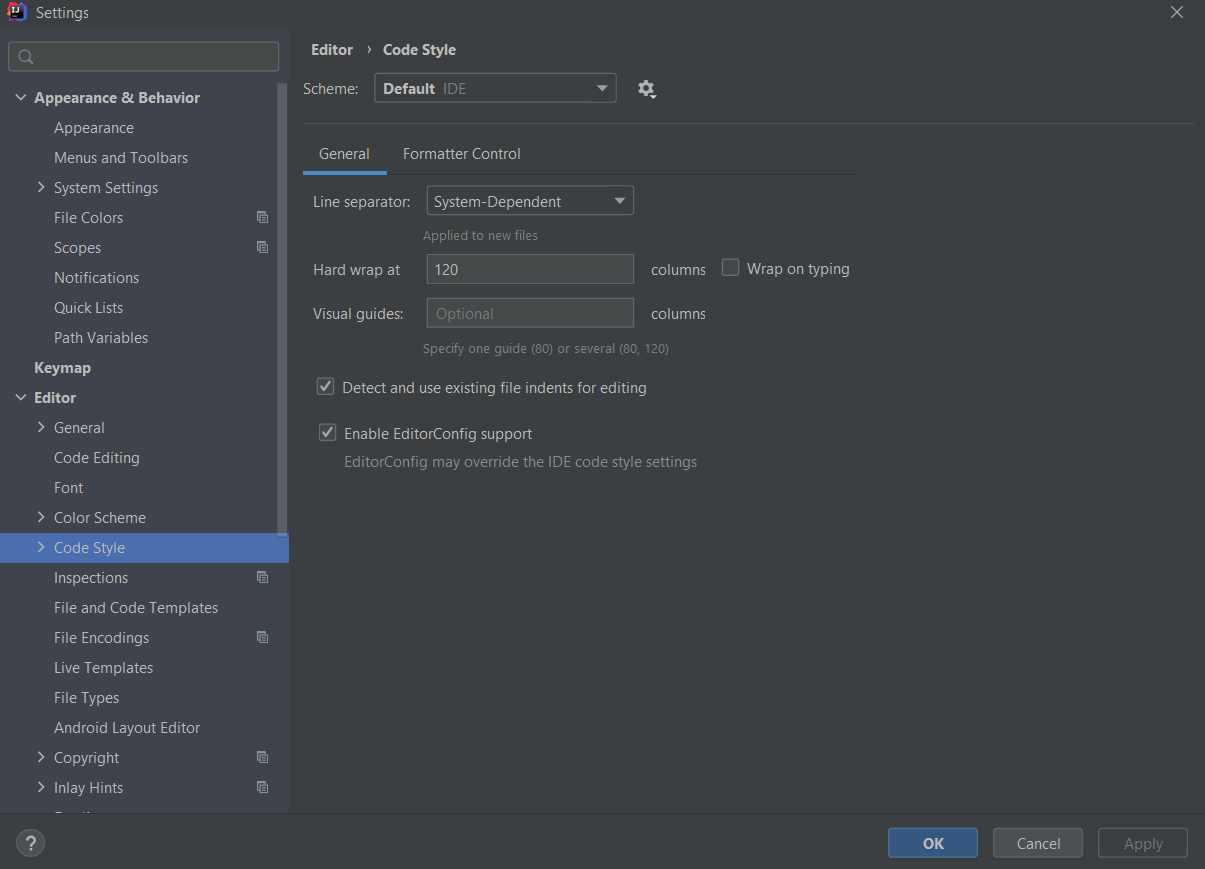 Settings
Appearance & Behavior
Appearance
Menus and Toolbars
System Settings
File Colors
Scopes
Notifications
Quick Lists
Path Variables
Keymap
Editor
General
Code Editing
Font
Color Scheme
Code Style
Inspections
File and Code Templates
File Encodings
Live Templates
File Types
Android Layout Editor
Copyright
Inlay Hints
Editor › Code Style
Scheme: Default IDE
General Formatter Control
Line separator: System-Dependent
Applied to new files
Hard wrap at 120 columns Wrap on typing
Visual guides: Optional columns
Specify one guide (80) or several (80, 120)
Detect and use existing file indents for editing
Enable EditorConfig support
EditorConfig may override the IDE code style settings
? OK Cancel Apply